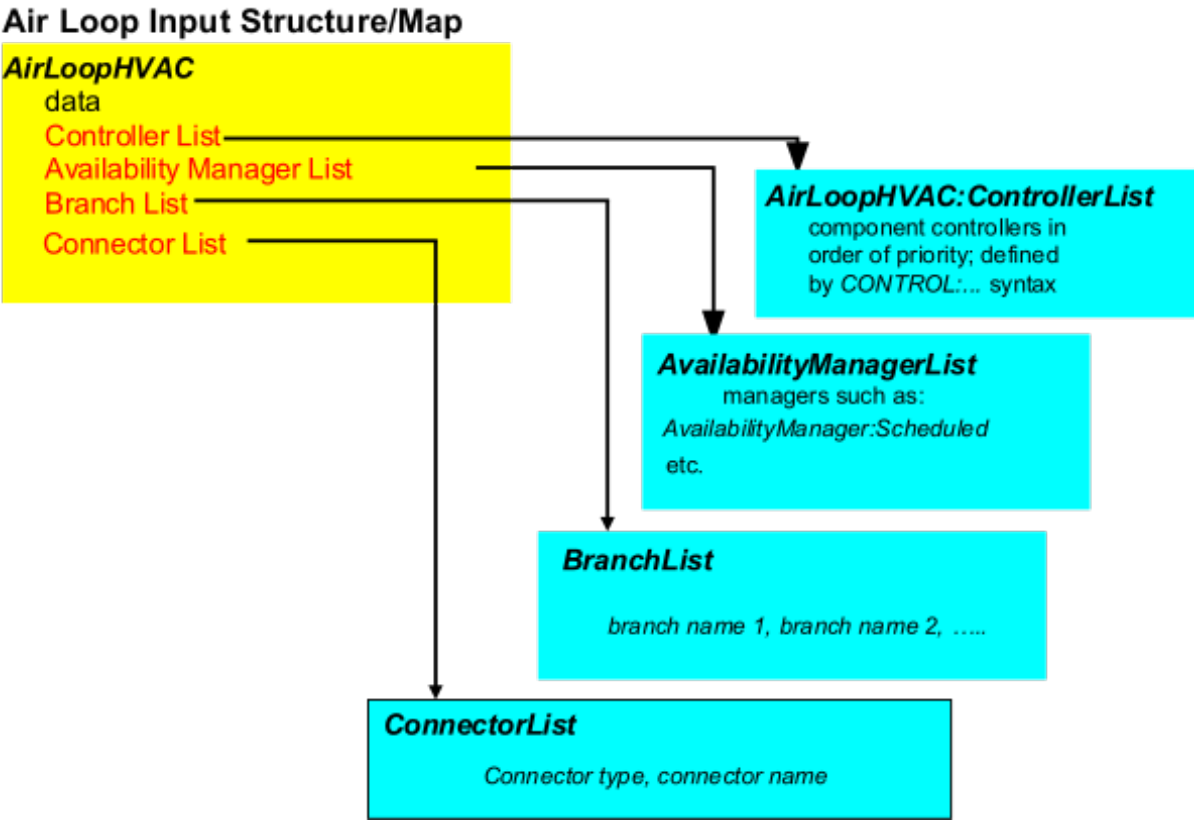 Air Loop Input Structure/Map
AirLoopHVAC
data
Controller List
Availability Manager List
Branch List
Connector List
AirLoopHVAC:ControllerList
component controllers in
order of priority; defined
by CONTROL:... syntax
AvailabilityManagerList
managers such as:
AvailabilityManager:Scheduled
etc.
BranchList
branch name 1, branch name 2, .....
ConnectorList
Connector type, connector name